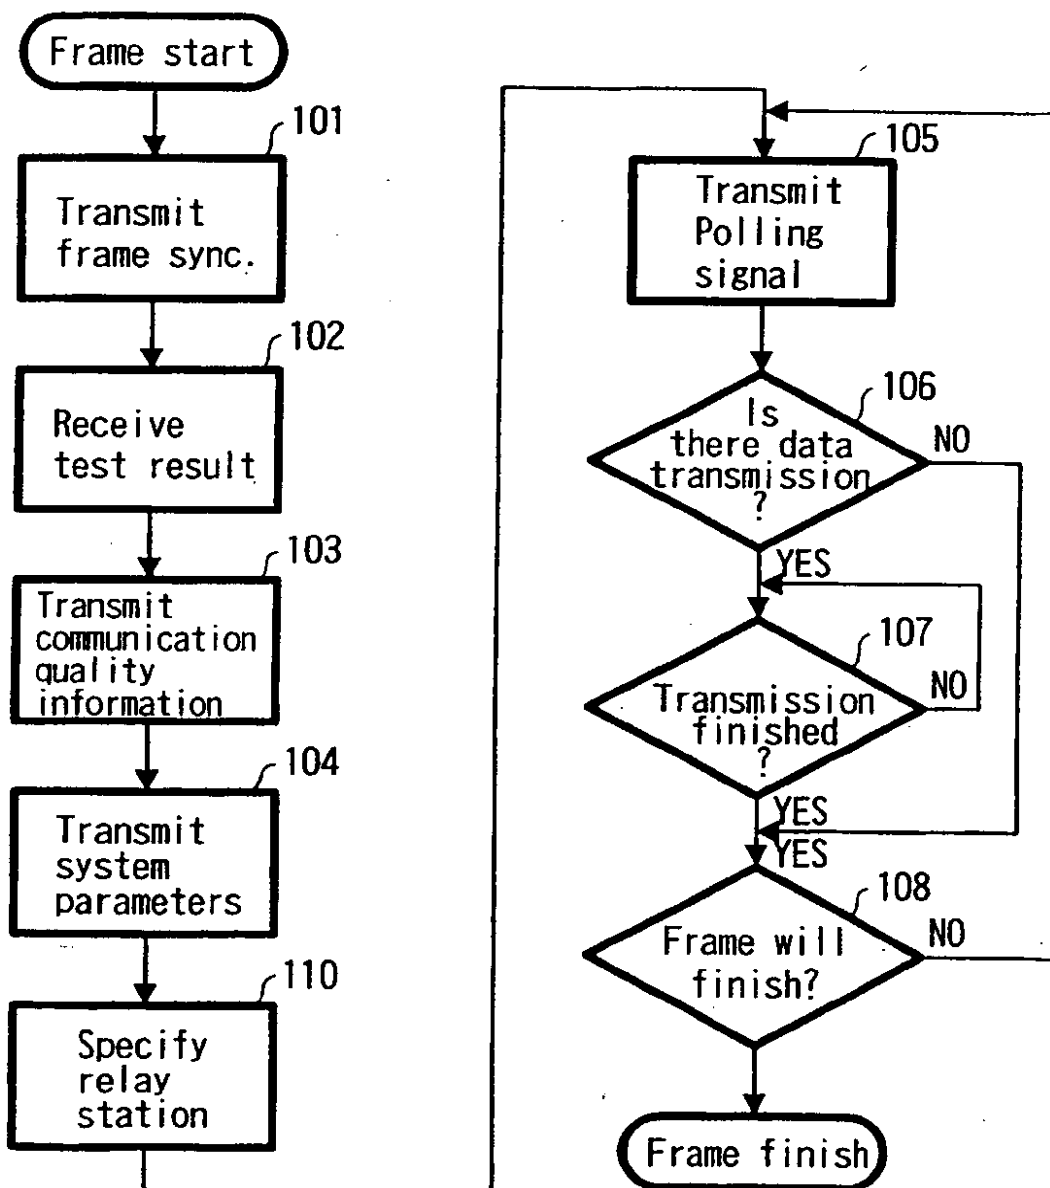 Frame start
101
Transmit
frame sync.
102
Receive
test result
103
Transmit
communication
quality
information
104
Transmit
system
parameters
110
Specify
relay
station
105
Transmit
Polling
signal
106
Is
there data
transmission
?
NO
YES
107
Transmission
finished
?
NO
YES
YES
108
Frame will
finish?
NO
Frame finish